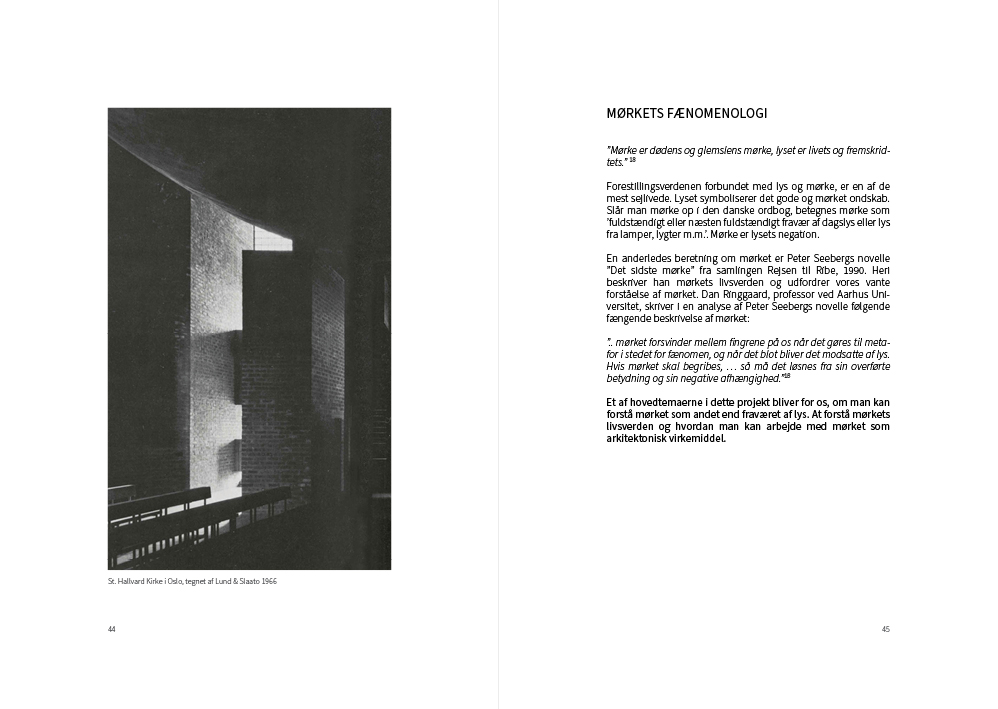 St. Hallvard Kirke i Oslo, tegnet af Lund & Slaato 1966
44
MØRKETS FÆNOMENOLOGI
"Mørke er dødens og glemslens mørke, lyset er livets og fremskrid-
tets." 18
Forestillingsverdenen forbundet med lys og mørke, er en af de
mest sejlivede. Lyset symboliserer det gode og mørket ondskab.
Slår man mørke op i den danske ordbog, betegnes mørke som
'fuldstændigt eller næsten fuldstændigt fravær af dagslys eller lys
fra lamper, lygter m.m.'. Mørke er lysets negation.
En anderledes beretning om mørket er Peter Seebergs novelle
"Det sidste mørke" fra samlingen Rejsen til Ribe, 1990. Heri
beskriver han mørkets livsverden og udfordrer vores vante
forståelse af mørket. Dan Ringgaard, professor ved Aarhus Uni-
versitet, skriver i en analyse af Peter Seebergs novelle følgende
fængende beskrivelse af mørket:
".. mørket forsvinder mellem fingrene på os når det gøres til meta-
for i stedet for fænomen, og når det blot bliver det modsatte af lys.
Hvis mørket skal begribes, ... så må det løsnes fra sin overførte
betydning og sin negative afhængighed."18
Et af hovedtemaerne i dette projekt bliver for os, om man kan
forstå mørket som andet end fraværet af lys. At forstå mørkets
livsverden og hvordan man kan arbejde med mørket som
arkitektonisk virkemiddel.
45